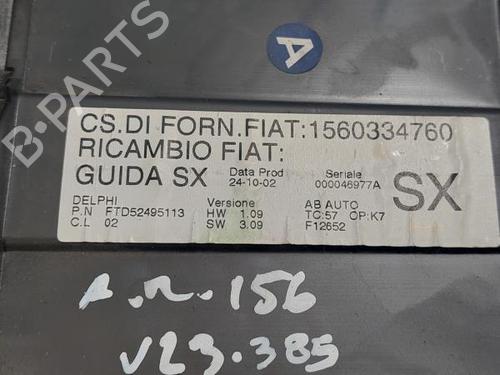 A
CS.DI FORN.FIAT:1560334760
RICAMBIO FIAT:
GUIDA SX Data Prod 24-10-02 Seriale 000046977A SX
DELPHI Versione AB AUTO
P.N FTD52495113 HW 1.09 TC:57 OP:K7
C.L 02 SW 3.09 F12652
A.R.156
V23.385
B-PARTS